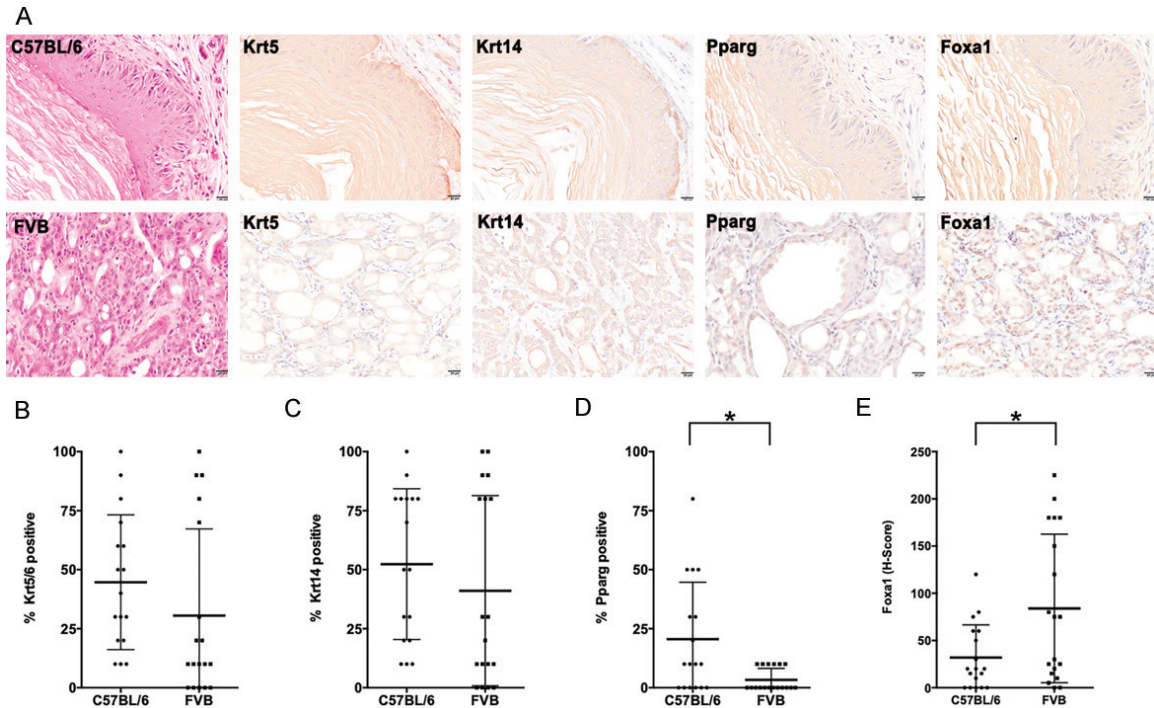 A
C57BL/6 Krt5 Krt14 Pparg Foxa1
FVB Krt5 Krt14 Pparg Foxa1
B C D E
* *
% Krt5/6 positive
100
75
50
25
0
C57BL/6 FVB
% Krt14 positive
100
75
50
25
0
C57BL/6 FVB
% Pparg positive
100
75
50
25
0
C57BL/6 FVB
Foxa1 (H-Score)
250
200
150
100
50
0
C57BL/6 FVB